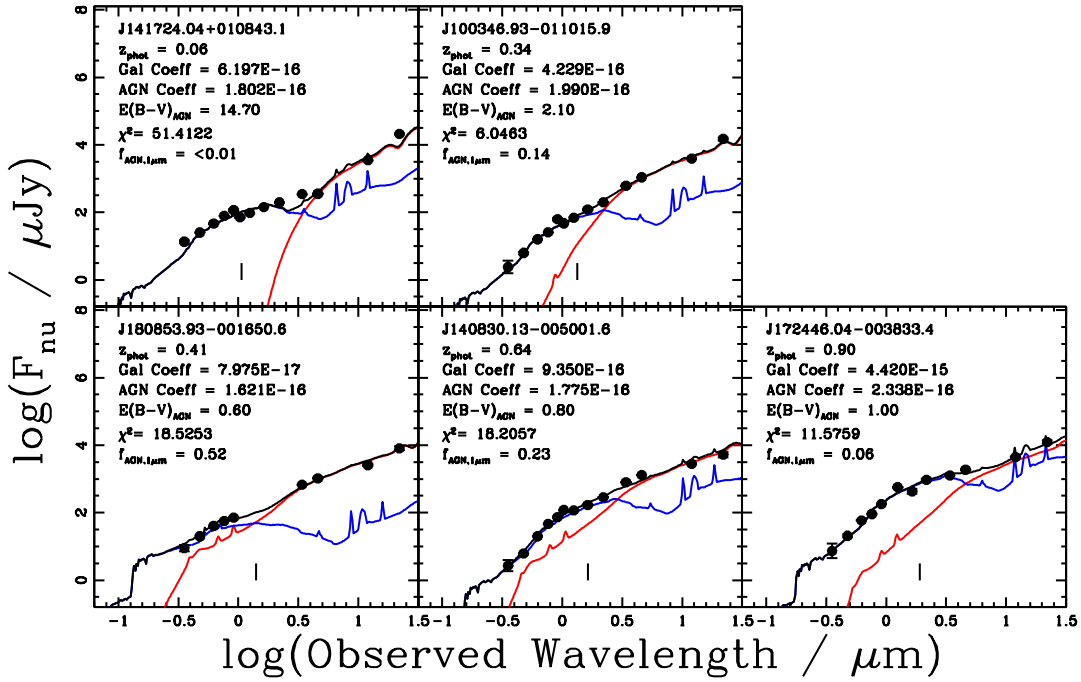 J141724.04+010843.1
z_phot = 0.06
Gal Coeff = 6.197E-16
AGN Coeff = 1.802E-16
E(B-V)_AGN = 14.70
χ²= 51.4122
f_AGN,1μm = <0.01
J100346.93-011015.9
z_phot = 0.34
Gal Coeff = 4.229E-16
AGN Coeff = 1.990E-16
E(B-V)_AGN = 2.10
χ²= 6.0463
f_AGN,1μm = 0.14
8
6
4
2
0
J180853.93-001650.6
z_phot = 0.41
Gal Coeff = 7.975E-17
AGN Coeff = 1.621E-16
E(B-V)_AGN = 0.60
χ²= 18.5253
f_AGN,1μm = 0.52
J140830.13-005001.6
z_phot = 0.64
Gal Coeff = 9.350E-16
AGN Coeff = 1.775E-16
E(B-V)_AGN = 0.80
χ²= 18.2057
f_AGN,1μm = 0.23
J172446.04-003833.4
z_phot = 0.90
Gal Coeff = 4.420E-15
AGN Coeff = 2.338E-16
E(B-V)_AGN = 1.00
χ²= 11.5759
f_AGN,1μm = 0.06
8
6
4
2
0
-1 -0.5 0 0.5 1 1.5
-1 -0.5 0 0.5 1 1.5
-1 -0.5 0 0.5 1 1.5
log(F_nu / μJy)
log(Observed Wavelength / μm)